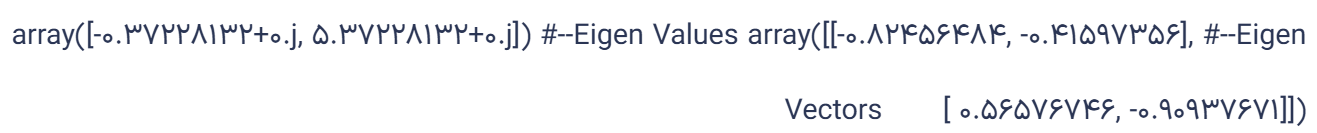 array([-۰.۳۷۲۲۸۱۳۲+۰.j, ۵.۳۷۲۲۸۱۳۲+۰.j]) #--Eigen Values array([[-۰.۸۲۴۵۶۴۸۴, -۰.۴۱۵۹۷۳۵۶], #--Eigen
Vectors [ ۰.۵۶۵۷۶۷۴۶, -۰.۹۰۹۳۷۶۷۱]])